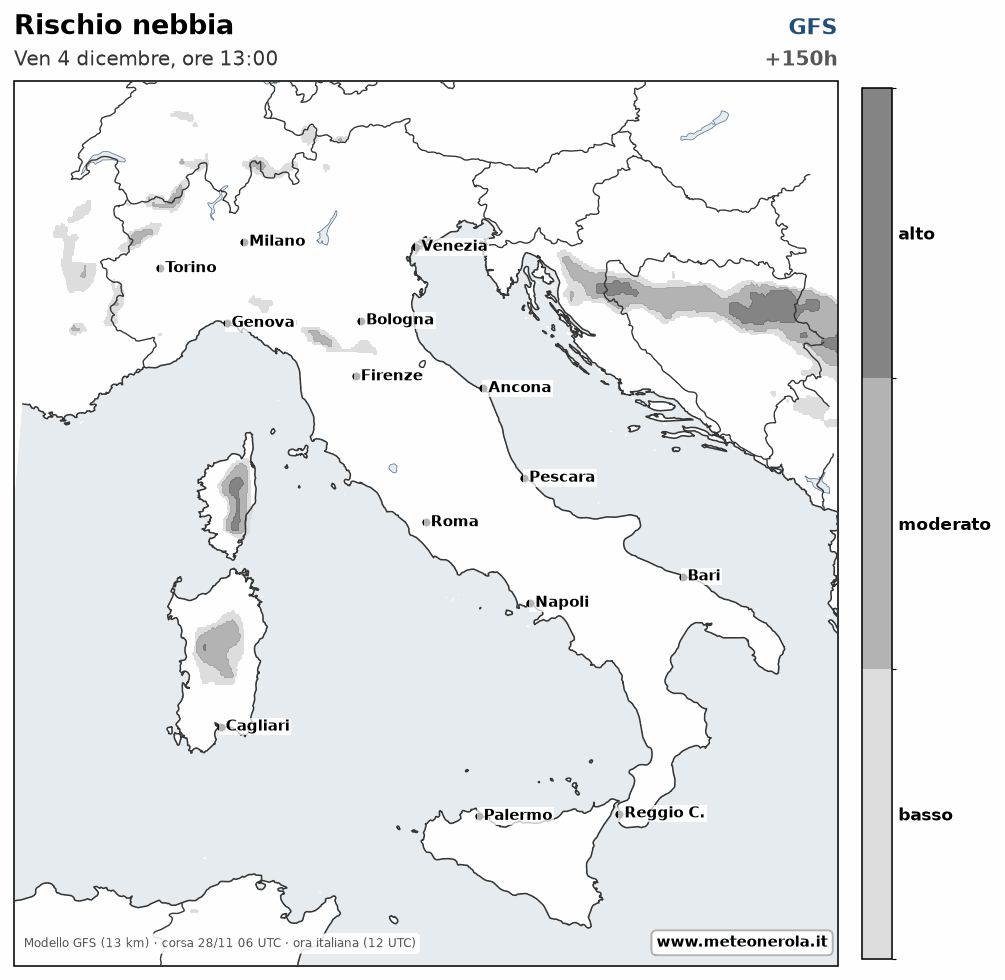 Rischio nebbia
GFS
Ven 4 dicembre, ore 13:00
+150h
alto
moderato
basso
Milano
Venezia
Torino
Genova
Bologna
Firenze
Ancona
Pescara
Roma
Bari
Napoli
Cagliari
Palermo
Reggio C.
Modello GFS (13 km) · corsa 28/11 06 UTC · ora italiana (12 UTC)
www.meteonerola.it